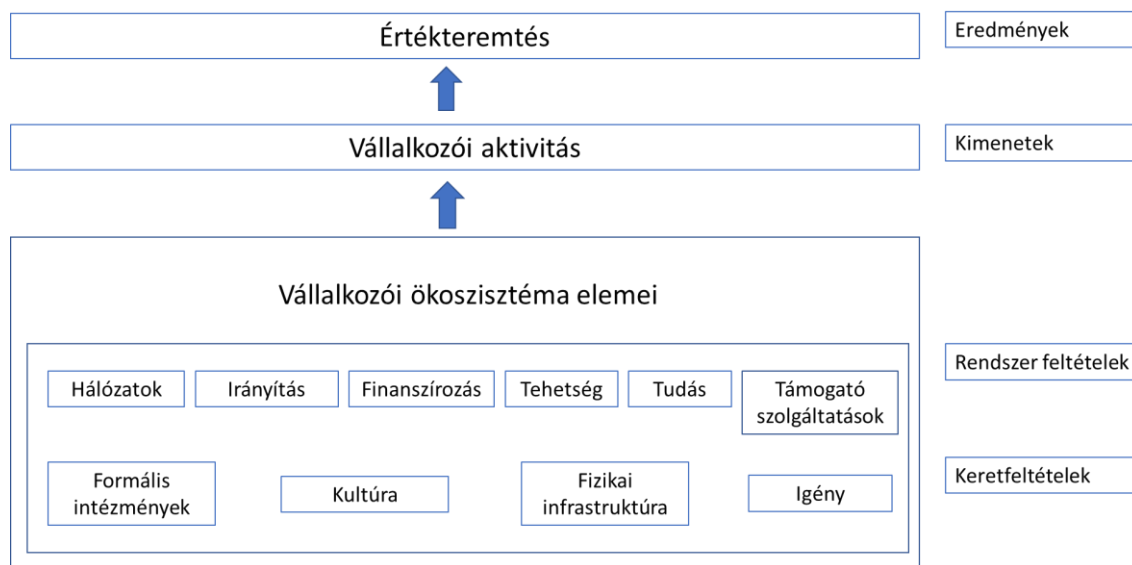 Értékteremtés
Eredmények
Vállalkozói aktivitás
Kimenetek
Vállalkozói ökoszisztéma elemei
Hálózatok
Irányítás
Finanszírozás
Tehetség
Tudás
Támogató
szolgáltatások
Rendszer feltételek
Formális
intézmények
Kultúra
Fizikai
infrastruktúra
Igény
Keretfeltételek